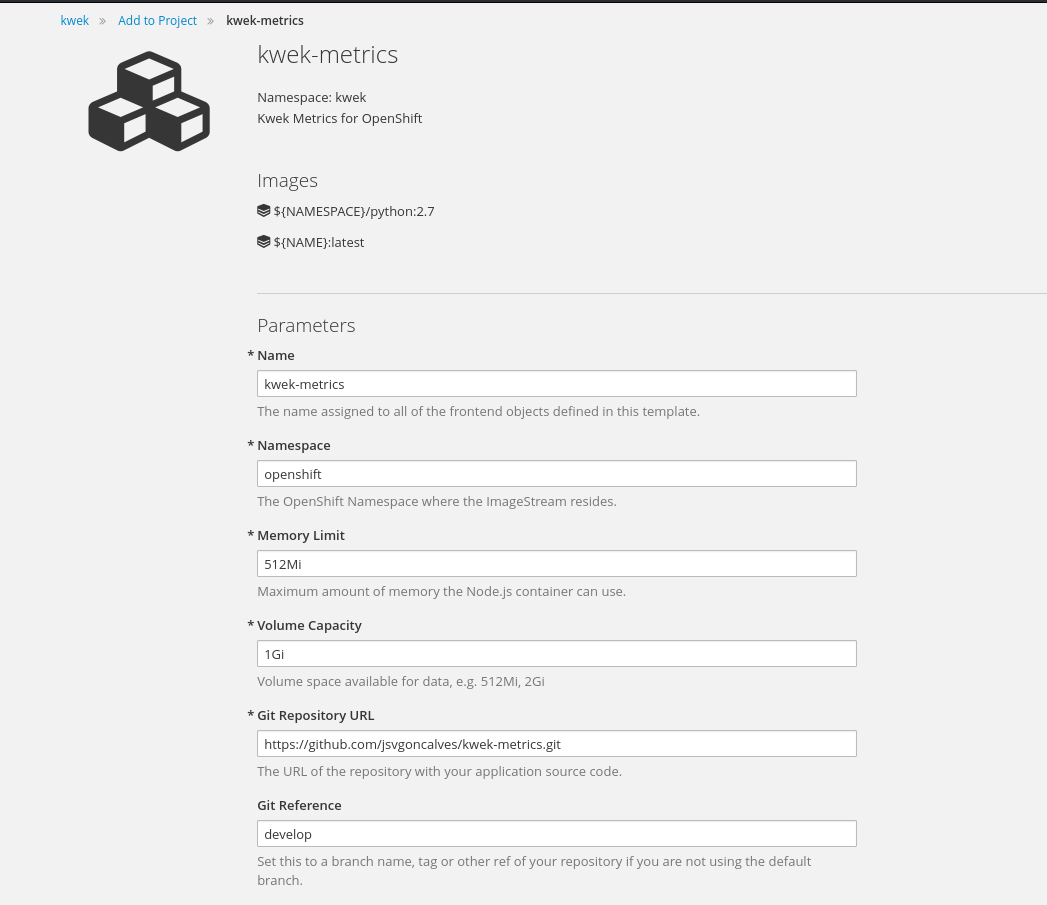 kwek » Add to Project » kwek-metrics
kwek-metrics
Namespace: kwek
Kwek Metrics for OpenShift
Images
${NAMESPACE}/python:2.7
${NAME}:latest
Parameters
* Name
kwek-metrics
The name assigned to all of the frontend objects defined in this template.
* Namespace
openshift
The OpenShift Namespace where the ImageStream resides.
* Memory Limit
512Mi
Maximum amount of memory the Node.js container can use.
* Volume Capacity
1Gi
Volume space available for data, e.g. 512Mi, 2Gi
* Git Repository URL
https://github.com/jsvgoncalves/kwek-metrics.git
The URL of the repository with your application source code.
Git Reference
develop
Set this to a branch name, tag or other ref of your repository if you are not using the default
branch.